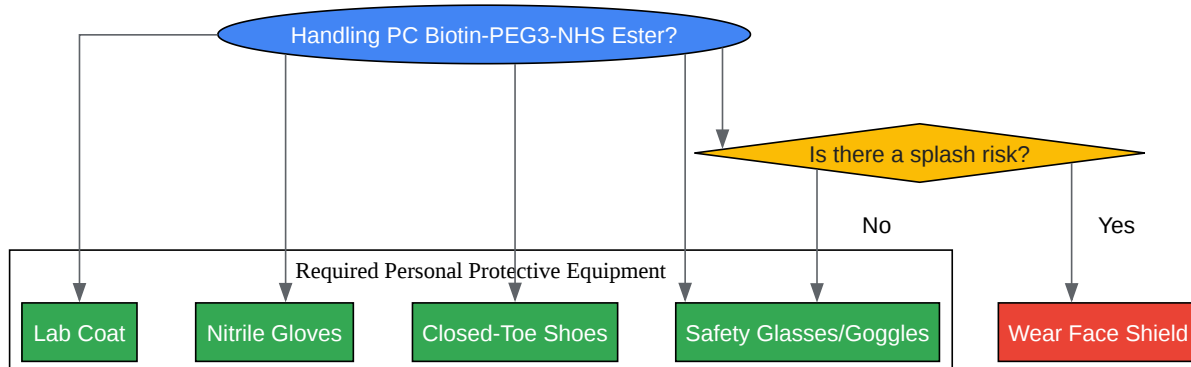 Handling PC Biotin-PEG3-NHS Ester?
Is there a splash risk?
No
Yes
Required Personal Protective Equipment
Lab Coat
Nitrile Gloves
Closed-Toe Shoes
Safety Glasses/Goggles
Wear Face Shield